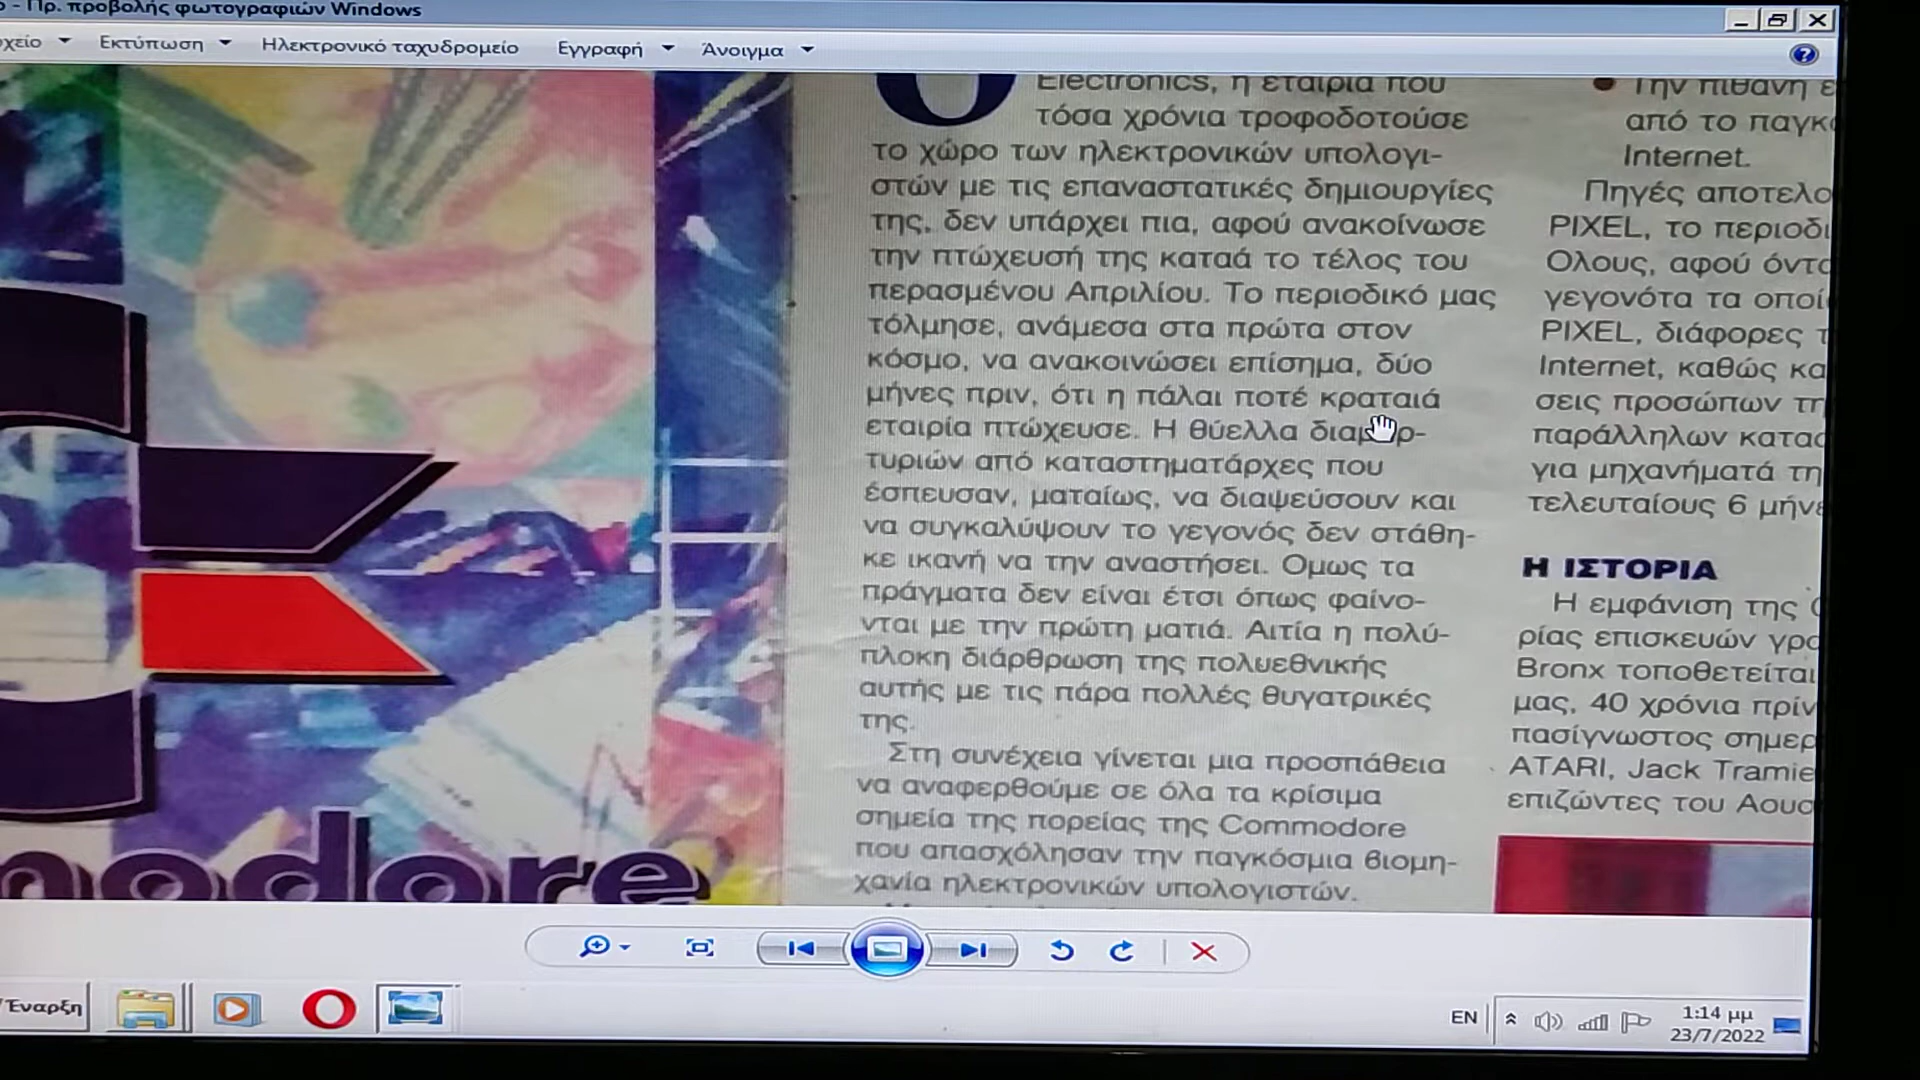 - Πρ. προβολής φωτογραφιών Windows
Εκτύπωση Ηλεκτρονικό ταχυδρομείο Εγγραφή Άνοιγμα
Electronics, η εταιρία που
τόσα χρόνια τροφοδοτούσε
το χώρο των ηλεκτρονικών υπολογι-
στών με τις επαναστατικές δημιουργίες
της, δεν υπάρχει πια, αφού ανακοίνωσε
την πτώχευσή της καταά το τέλος του
περασμένου Απριλίου. Το περιοδικό μας
τόλμησε, ανάμεσα στα πρώτα στον
κόσμο, να ανακοινώσει επίσημα, δύο
μήνες πριν, ότι η πάλαι ποτέ κραταιά
εταιρία πτώχευσε. Η θύελλα διαμαρ-
τυριών από καταστηματάρχες που
έσπευσαν, ματαίως, να διαψεύσουν και
να συγκαλύψουν το γεγονός δεν στάθη-
κε ικανή να την αναστήσει. Ομως τα
πράγματα δεν είναι έτσι όπως φαίνο-
νται με την πρώτη ματιά. Αιτία η πολύ-
πλοκη διάρθρωση της πολυεθνικής
αυτής με τις πάρα πολλές θυγατρικές
της.
Στη συνέχεια γίνεται μια προσπάθεια
να αναφερθούμε σε όλα τα κρίσιμα
σημεία της πορείας της Commodore
που απασχόλησαν την παγκόσμια βιομη-
χανία ηλεκτρονικών υπολογιστών.
• Την πιθανή ε
από το παγκ
Internet.
Πηγές αποτελο
PIXEL, το περιοδι
Ολους, αφού όντ
γεγονότα τα οποί
PIXEL, διάφορες τ
Internet, καθώς κα
σεις προσώπων τη
παράλληλων κατασ
για μηχανήματά τη
τελευταίους 6 μήνε
Η ΙΣΤΟΡΙΑ
Η εμφάνιση της
ρίας επισκευών γρα
Bronx τοποθετείται
μας, 40 χρόνια πρίν
πασίγνωστος σημερ
ATARI, Jack Tramie
επιζώντες του Αουσ
modore
Έναρξη
EN
1:14 μμ
23/7/2022